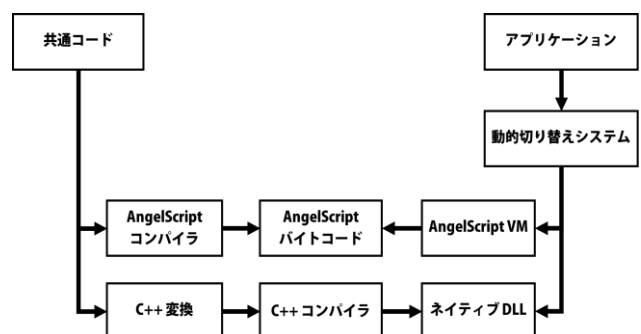 共通コード
アプリケーション
動的切り替えシステム
AngelScript
コンパイラ
AngelScript
バイトコード
AngelScript VM
C++ 変換
C++ コンパイラ
ネイティブ DLL